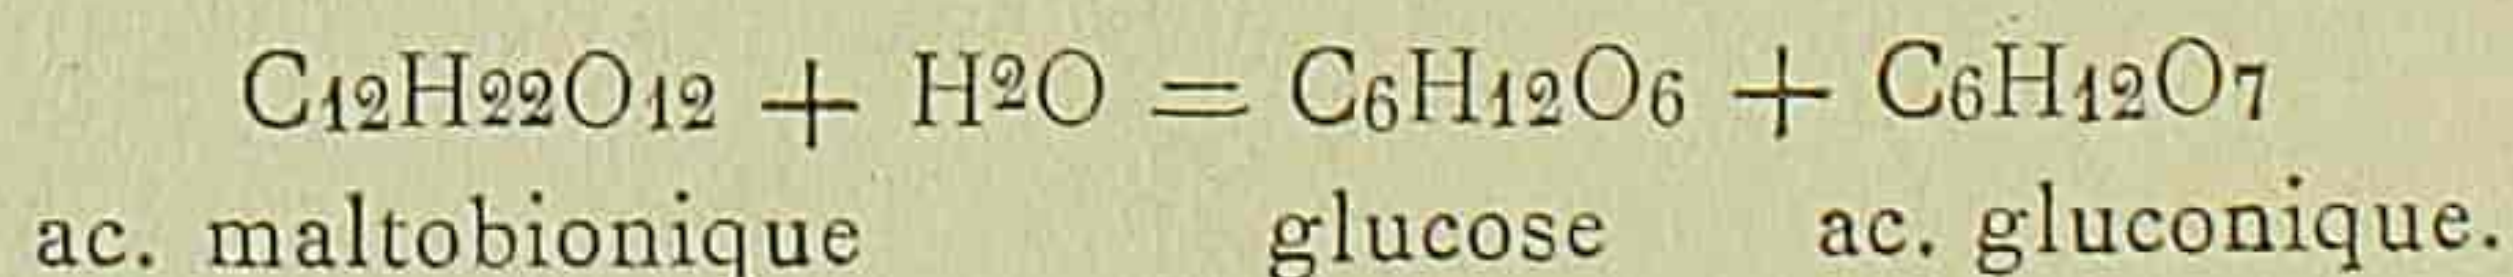 C12H22O12 + H2O = C6H12O6 + C6H12O7
ac. maltobionique glucose ac. gluconique.